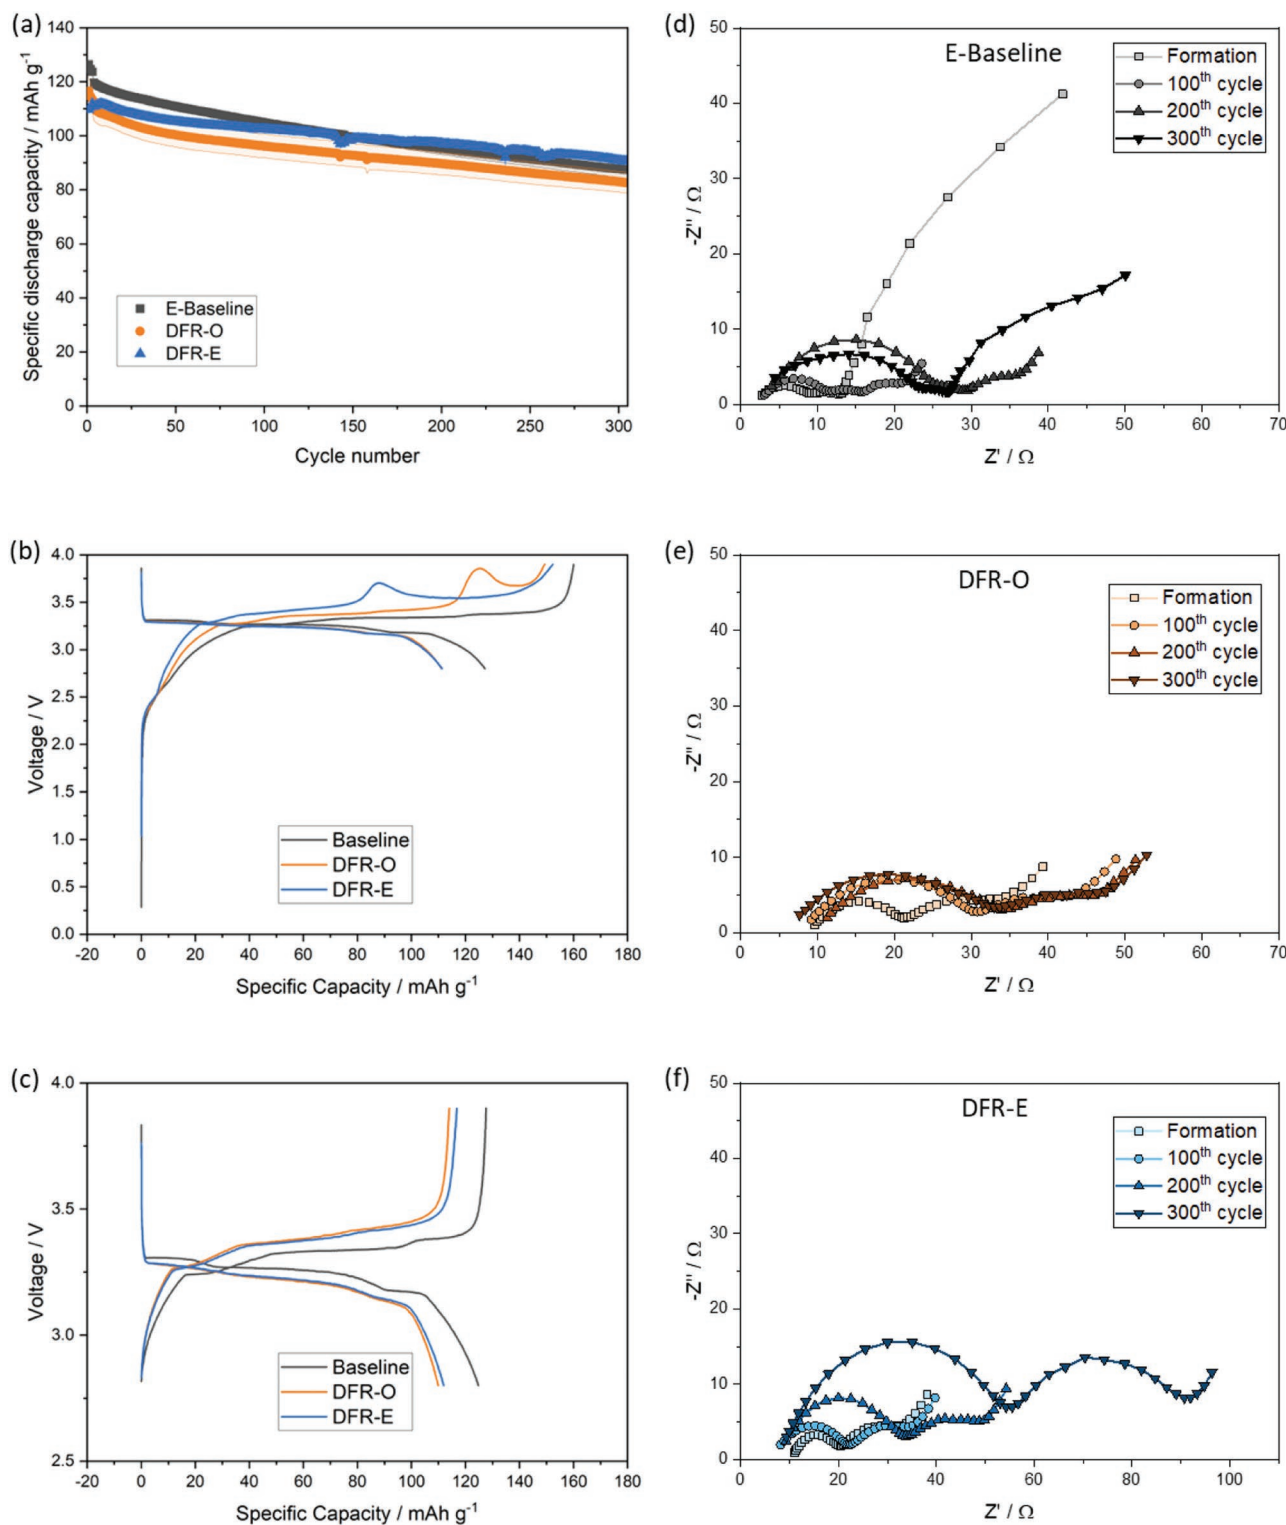 (a)
140
120
100
80
60
40
20
0
Specific discharge capacity / mAh g⁻¹
E-Baseline
DFR-O
DFR-E
0 50 100 150 200 250 300
Cycle number
(d)
50
40
30
20
10
0
-Z'' / Ω
E-Baseline
Formation
100th cycle
200th cycle
300th cycle
0 10 20 30 40 50 60 70
Z' / Ω
(b)
4.0
3.5
3.0
2.5
2.0
1.5
1.0
0.5
0.0
Voltage / V
Baseline
DFR-O
DFR-E
-20 0 20 40 60 80 100 120 140 160 180
Specific Capacity / mAh g⁻¹
(e)
50
40
30
20
10
0
-Z'' / Ω
DFR-O
Formation
100th cycle
200th cycle
300th cycle
0 10 20 30 40 50 60 70
Z' / Ω
(c)
4.0
3.5
3.0
2.5
Voltage / V
Baseline
DFR-O
DFR-E
-20 0 20 40 60 80 100 120 140 160 180
Specific Capacity / mAh g⁻¹
(f)
50
40
30
20
10
0
-Z'' / Ω
DFR-E
Formation
100th cycle
200th cycle
300th cycle
0 20 40 60 80 100
Z' / Ω